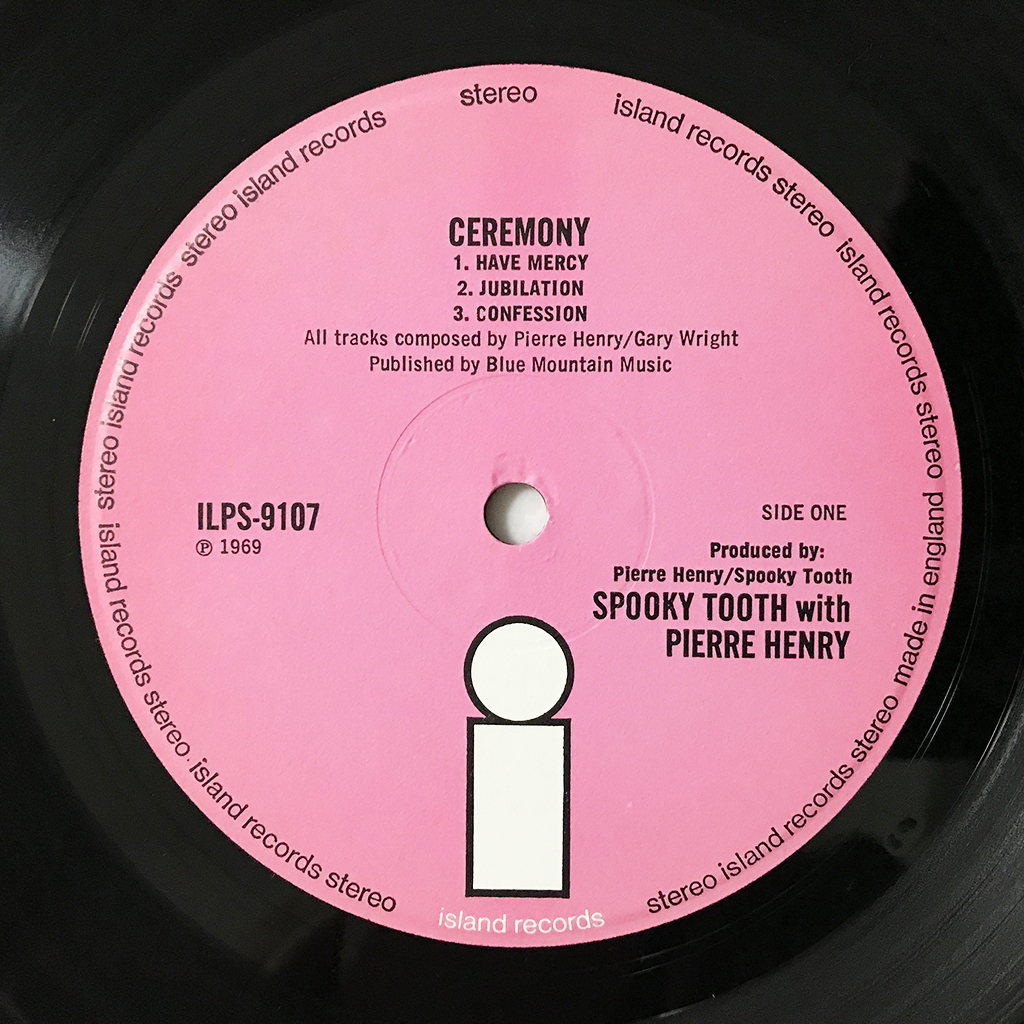 stereo
island records stereo
island records stereo
made in england
stereo island records
island records
island records stereo
island records stereo
stereo island records
stereo island records
CEREMONY
1. HAVE MERCY
2. JUBILATION
3. CONFESSION
All tracks composed by Pierre Henry/Gary Wright
Published by Blue Mountain Music
ILPS-9107
℗ 1969
SIDE ONE
Produced by:
Pierre Henry/Spooky Tooth
SPOOKY TOOTH with
PIERRE HENRY